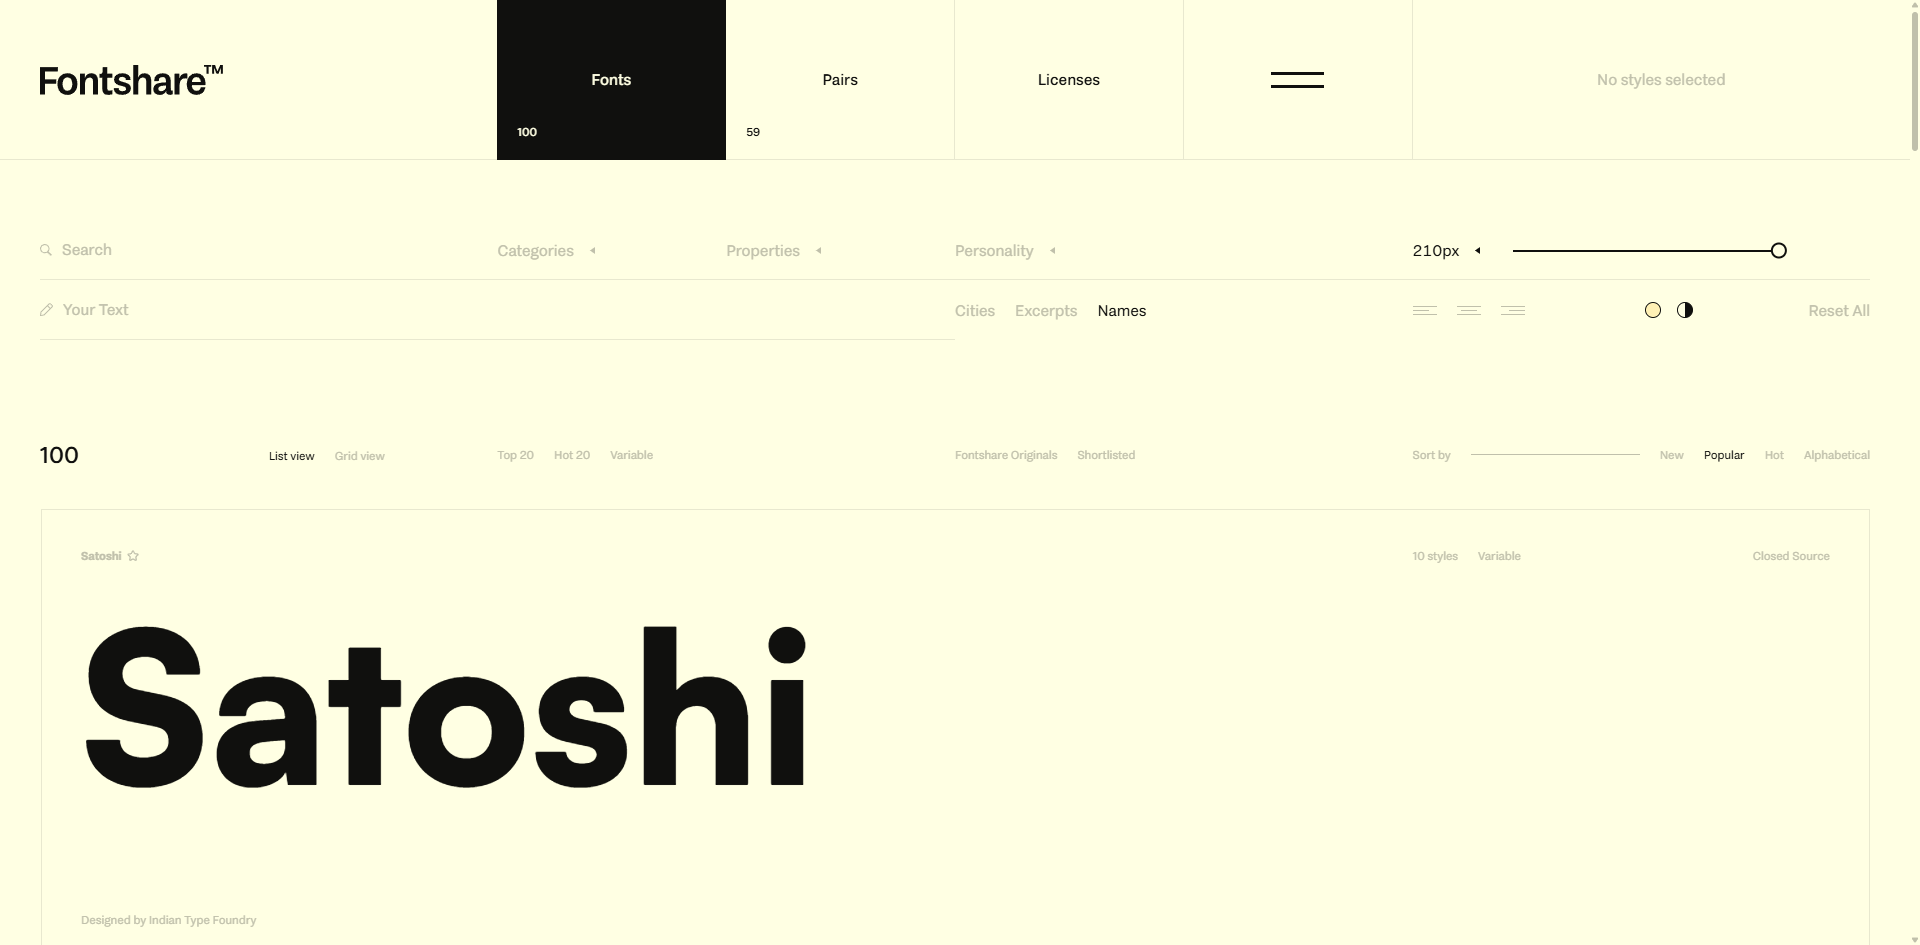 Fontshare™
Fonts
100
Pairs
59
Licenses
No styles selected
Search
Categories
Properties
Personality
210px
Your Text
Cities Excerpts Names
Reset All
100
List view Grid view
Top 20 Hot 20 Variable
Fontshare Originals Shortlisted
Sort by New Popular Hot Alphabetical
Satoshi
10 styles Variable
Closed Source
Satoshi
Designed by Indian Type Foundry